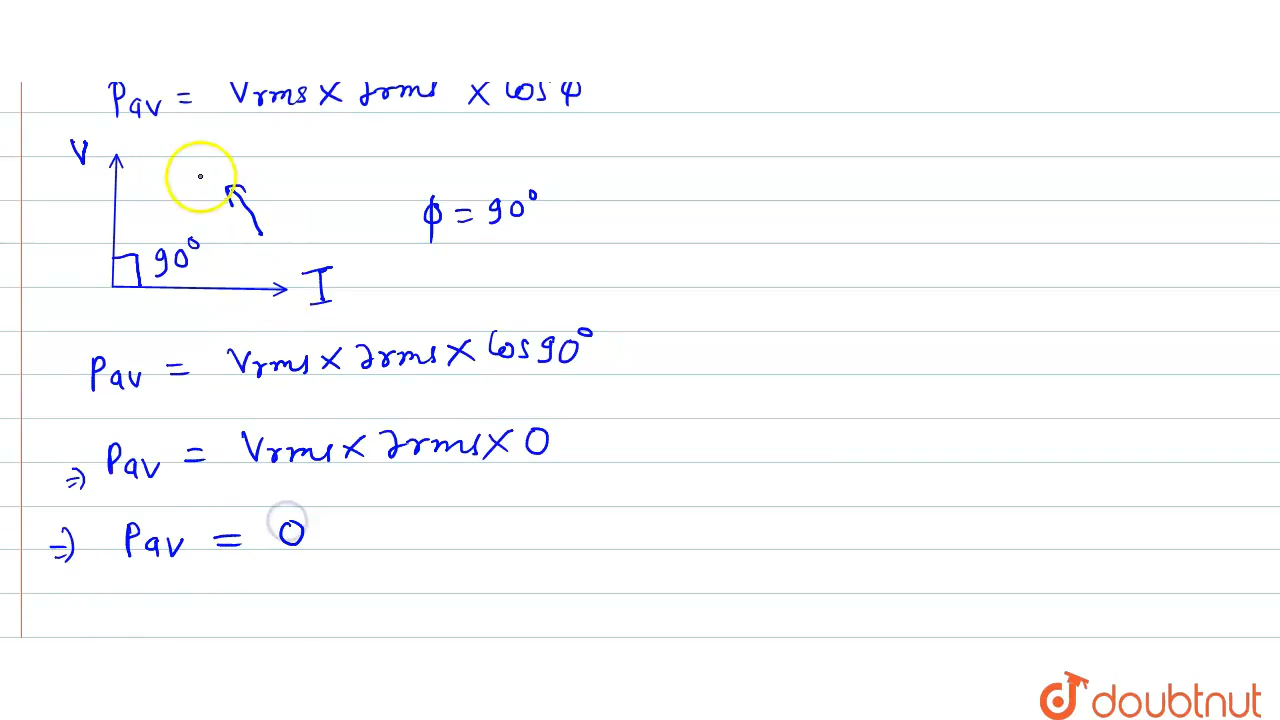 Pav = Vrms × Irms × cos φ
V
90°
I
φ = 90°
Pav = Vrms × Irms × cos 90°
⇒ Pav = Vrms × Irms × 0
⇒ Pav = 0
doubtnut